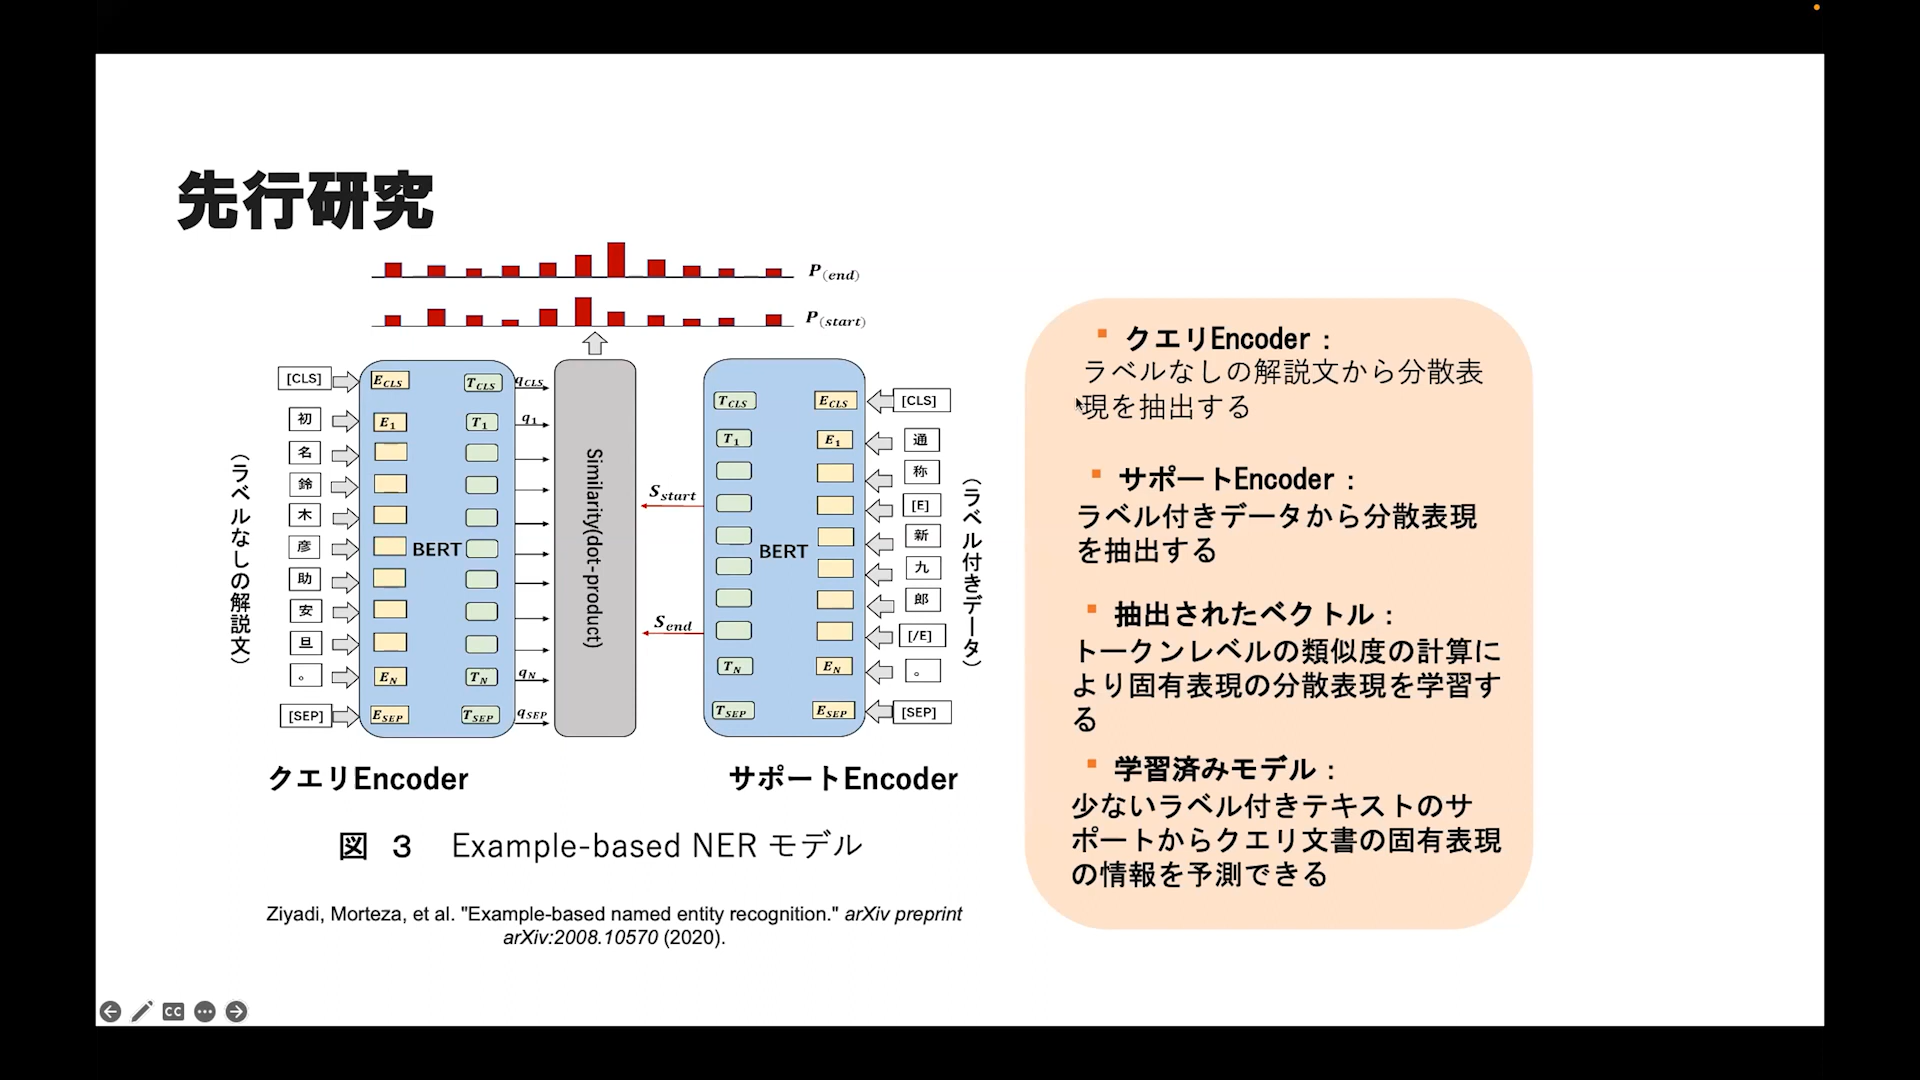 先行研究
P(end)
P(start)
[CLS]
初
名
鈴
木
彦
助
安
旦
。
[SEP]
(ラベルなしの解説文)
E_CLS
E_1
E_N
E_SEP
BERT
T_CLS
T_1
T_N
T_SEP
q_CLS
q_1
q_N
q_SEP
Similarity(dot-product)
S_start
S_end
T_CLS
T_1
T_N
T_SEP
BERT
E_CLS
E_1
E_N
E_SEP
[CLS]
通
称
[E]
新
九
郎
[/E]
。
[SEP]
(ラベル付きデータ)
クエリEncoder
サポートEncoder
図 3 Example-based NER モデル
Ziyadi, Morteza, et al. "Example-based named entity recognition." arXiv preprint
arXiv:2008.10570 (2020).
クエリEncoder：
ラベルなしの解説文から分散表
現を抽出する
サポートEncoder：
ラベル付きデータから分散表現
を抽出する
抽出されたベクトル：
トークンレベルの類似度の計算に
より固有表現の分散表現を学習す
る
学習済みモデル：
少ないラベル付きテキストのサ
ポートからクエリ文書の固有表現
の情報を予測できる
CC